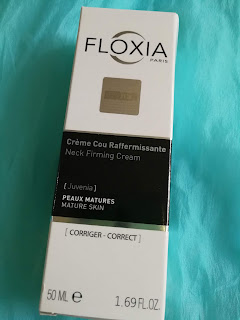 FLOXIA
PARIS
Crème Cou Raffermissante
Neck Firming Cream
[ Juvenia ]
PEAUX MATURES
MATURE SKIN
[ CORRIGER - CORRECT ]
50 ML ℮ 1.69 FL.OZ.